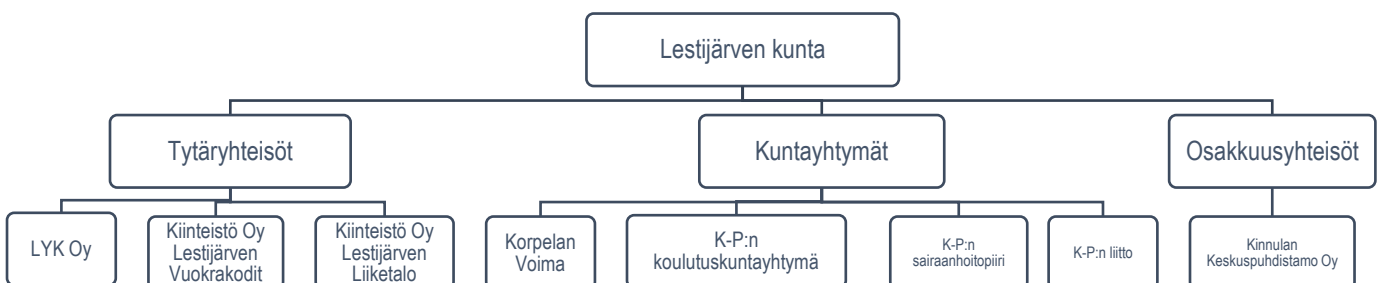 Lestijärven kunta
Tytäryhteisöt
Kuntayhtymät
Osakkuusyhteisöt
LYK Oy
Kiinteistö Oy
Lestijärven
Vuokrakodit
Kiinteistö Oy
Lestijärven
Liiketalo
Korpelan
Voima
K-P:n
koulutuskuntayhtymä
K-P:n
sairaanhoitopiiri
K-P:n liitto
Kinnulan
Keskuspuhdistamo Oy